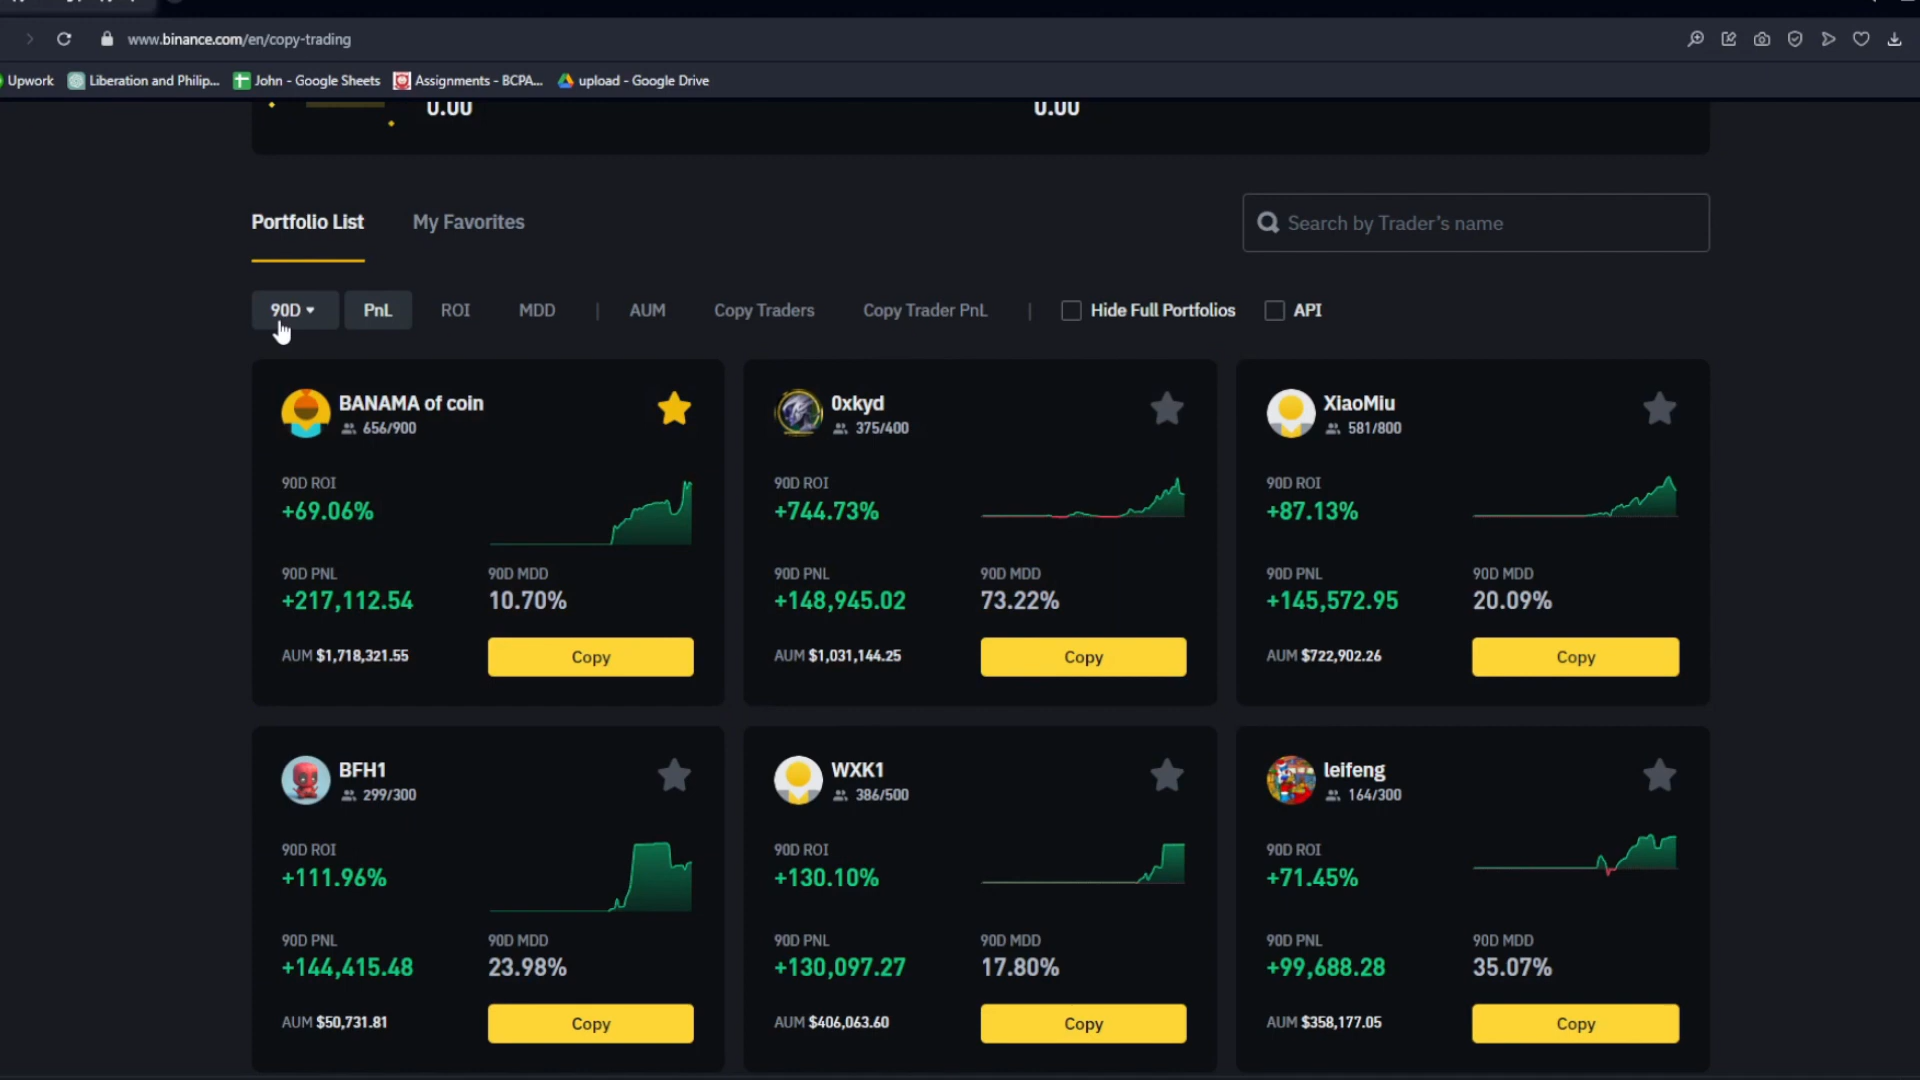 www.binance.com/en/copy-trading
Upwork Liberation and Philip... John - Google Sheets Assignments - BCPA... upload - Google Drive
0.00 0.00
Portfolio List My Favorites Search by Trader's name
90D PnL ROI MDD | AUM Copy Traders Copy Trader PnL | Hide Full Portfolios API
BANAMA of coin
656/900
90D ROI
+69.06%
90D PNL 90D MDD
+217,112.54 10.70%
AUM $1,718,321.55 Copy
0xkyd
375/400
90D ROI
+744.73%
90D PNL 90D MDD
+148,945.02 73.22%
AUM $1,031,144.25 Copy
XiaoMiu
581/800
90D ROI
+87.13%
90D PNL 90D MDD
+145,572.95 20.09%
AUM $722,902.26 Copy
BFH1
299/300
90D ROI
+111.96%
90D PNL 90D MDD
+144,415.48 23.98%
AUM $50,731.81 Copy
WXK1
386/500
90D ROI
+130.10%
90D PNL 90D MDD
+130,097.27 17.80%
AUM $406,063.60 Copy
leifeng
164/300
90D ROI
+71.45%
90D PNL 90D MDD
+99,688.28 35.07%
AUM $358,177.05 Copy